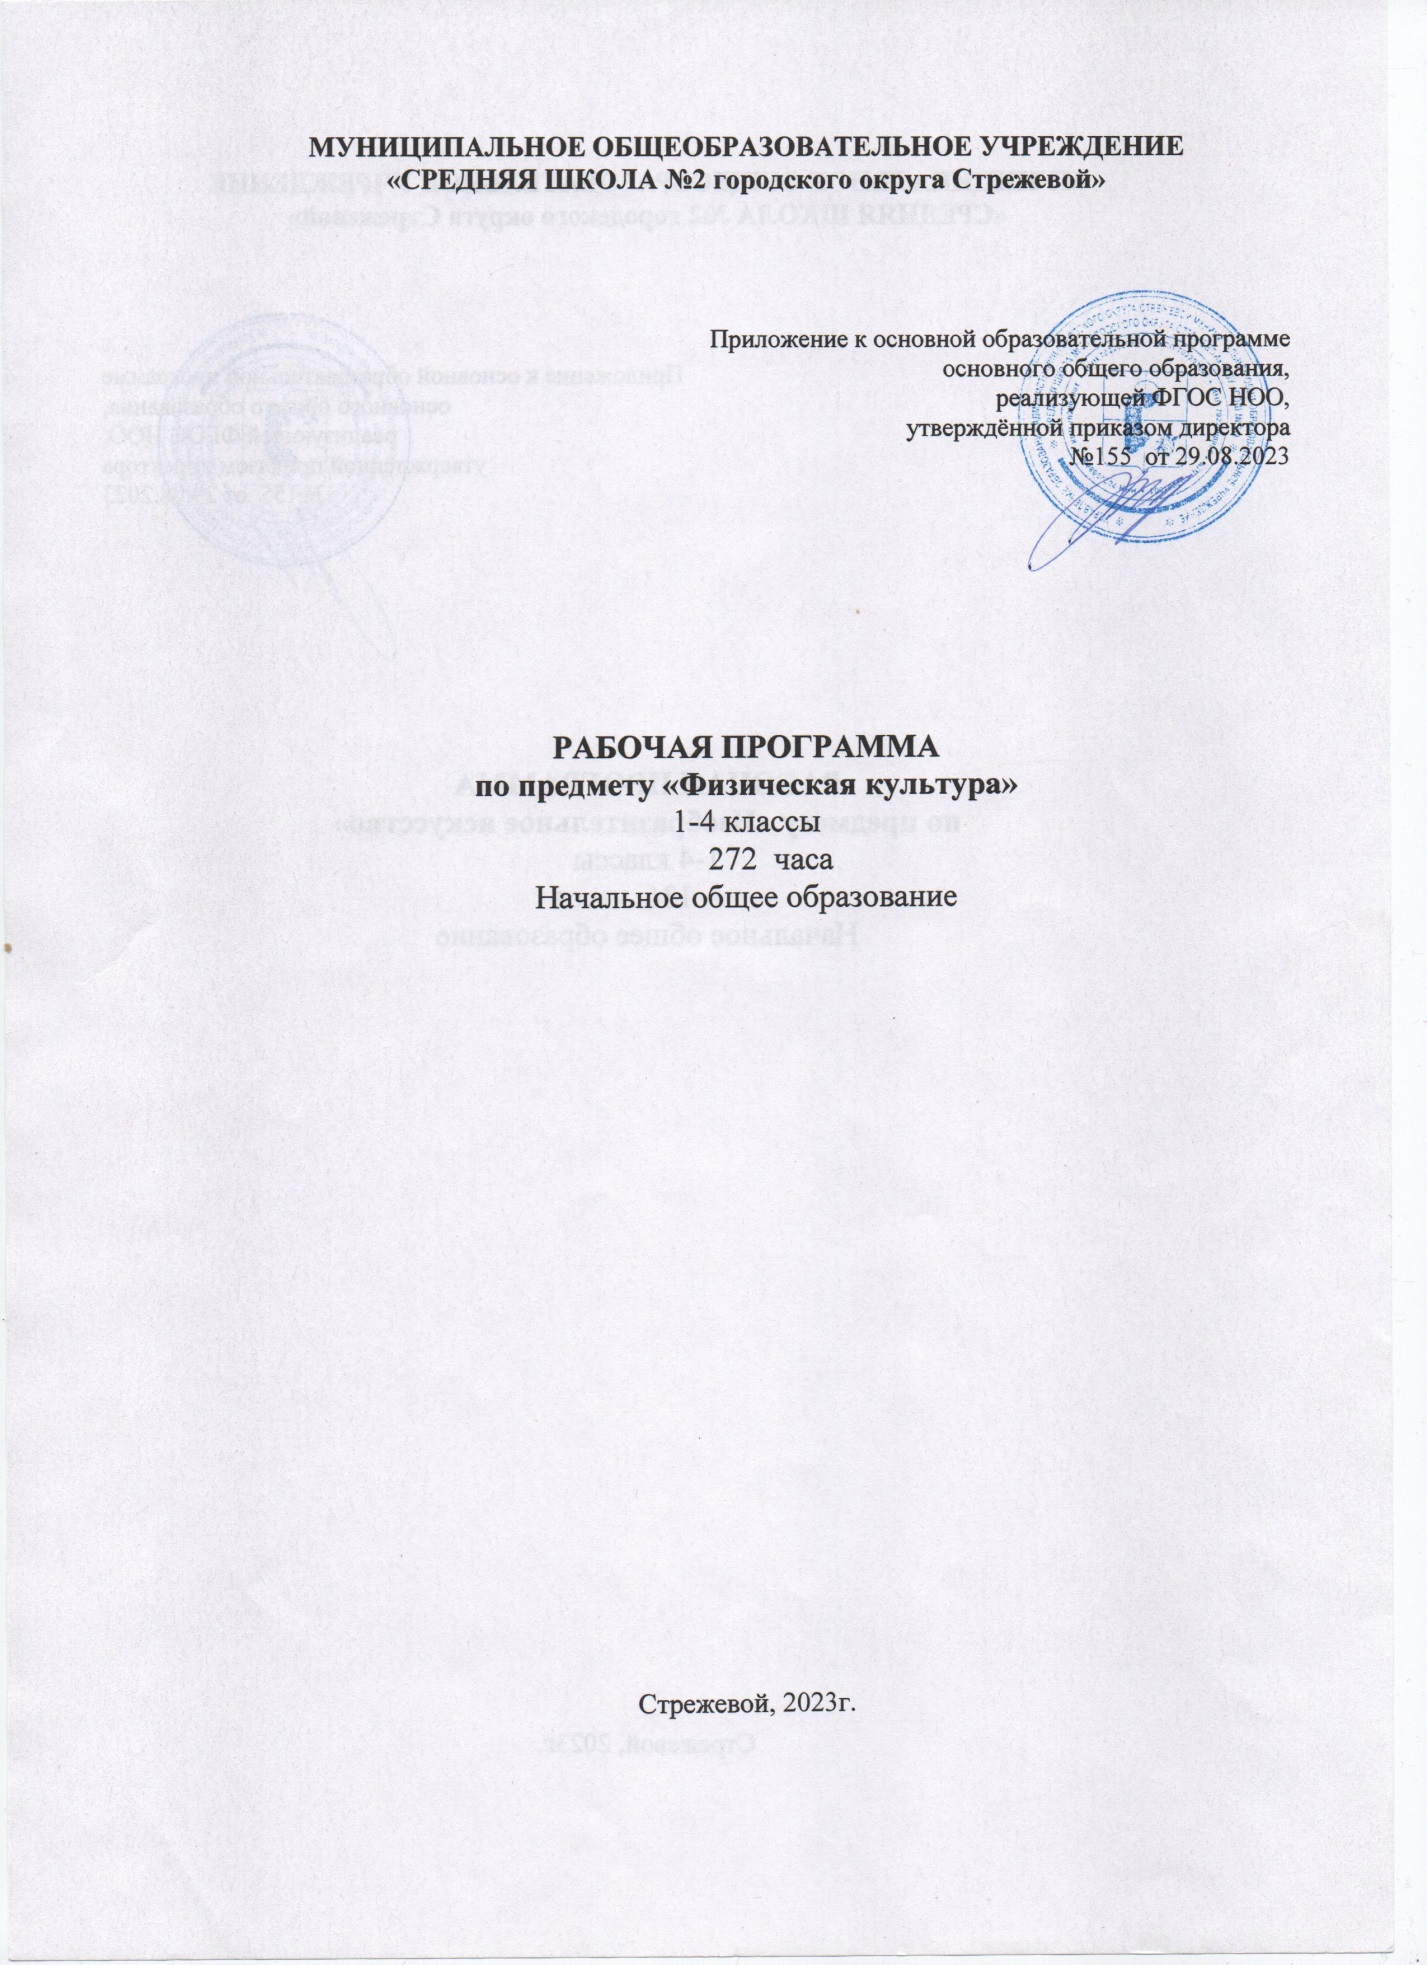 МУНИЦИПАЛЬНОЕ ОБЩЕОБРАЗОВАТЕЛЬНОЕ УЧРЕЖДЕНИЕ
«СРЕДНЯЯ ШКОЛА №2 городского округа Стрежевой»
Приложение к основной образовательной программе
основного общего образования,
реализующей ФГОС НОО,
утверждённой приказом директора
№155  от 29.08.2023
РАБОЧАЯ ПРОГРАММА
по предмету «Физическая культура»
1-4 классы
272  часа
Начальное общее образование
Стрежевой, 2023г.